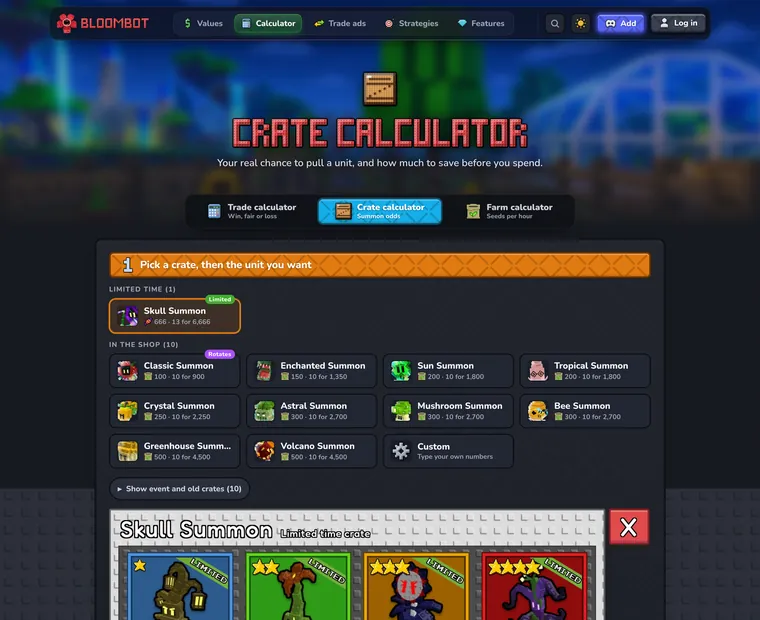 BLOOMBOT
Values
Calculator
Trade ads
Strategies
Features
Add
Log in
CRATE CALCULATOR
Your real chance to pull a unit, and how much to save before you spend.
Trade calculator
Win, fair or loss
Crate calculator
Summon odds
Farm calculator
Seeds per hour
1 Pick a crate, then the unit you want
LIMITED TIME (1)
Limited
Skull Summon
666 · 13 for 6,666
IN THE SHOP (10)
Rotates
Classic Summon
100 · 10 for 900
Enchanted Summon
150 · 10 for 1,350
Sun Summon
200 · 10 for 1,800
Tropical Summon
200 · 10 for 1,800
Crystal Summon
250 · 10 for 2,250
Astral Summon
300 · 10 for 2,700
Mushroom Summon
300 · 10 for 2,700
Bee Summon
300 · 10 for 2,700
Greenhouse Summ...
500 · 10 for 4,500
Volcano Summon
500 · 10 for 4,500
Custom
Type your own numbers
Show event and old crates (10)
Skull Summon Limited time crate
X
LIMITED
LIMITED
LIMITED
LIMITED